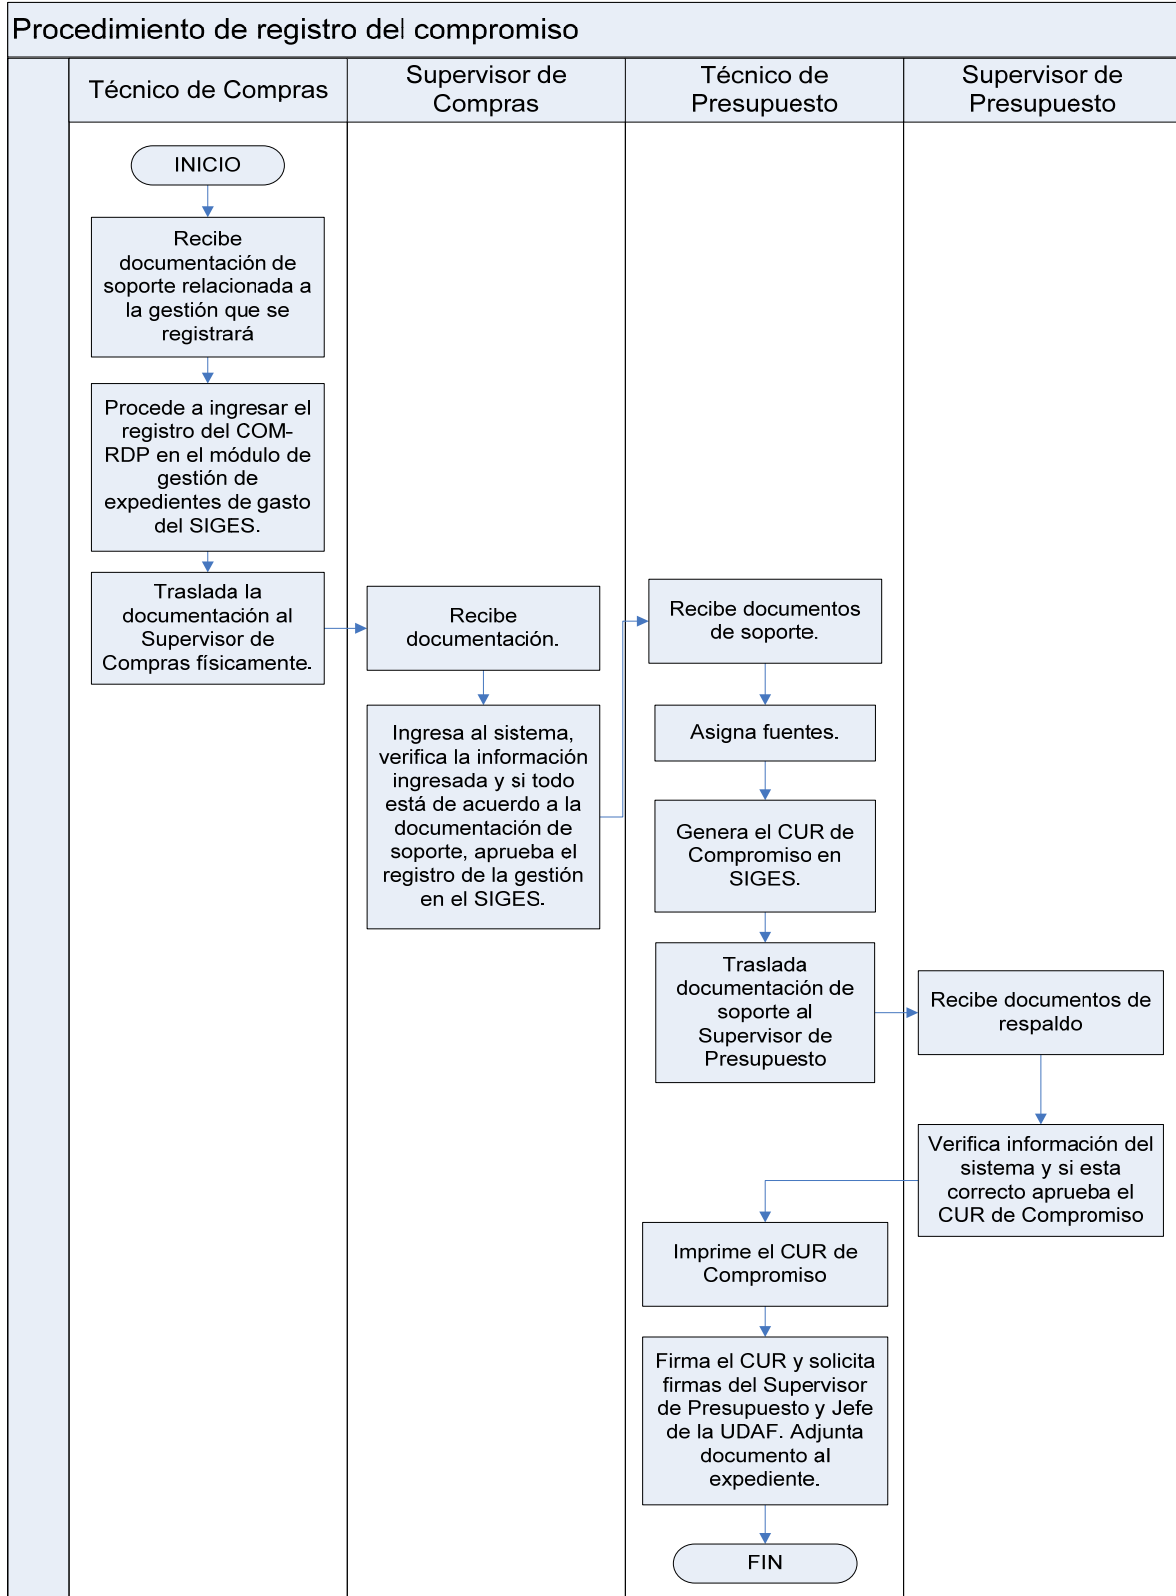 Procedimiento de registro del compromiso
Técnico de Compras
Supervisor de
Compras
Técnico de
Presupuesto
Supervisor de
Presupuesto
INICIO
Recibe
documentación de
soporte relacionada a
la gestión que se
registrará
Procede a ingresar el
registro del COM-
RDP en el módulo de
gestión de
expedientes de gasto
del SIGES.
Traslada la
documentación al
Supervisor de
Compras físicamente.
Recibe
documentación.
Ingresa al sistema,
verifica la información
ingresada y si todo
está de acuerdo a la
documentación de
soporte, aprueba el
registro de la gestión
en el SIGES.
Recibe documentos
de soporte.
Asigna fuentes.
Genera el CUR de
Compromiso en
SIGES.
Traslada
documentación de
soporte al
Supervisor de
Presupuesto
Recibe documentos de
respaldo
Verifica información del
sistema y si esta
correcto aprueba el
CUR de Compromiso
Imprime el CUR de
Compromiso
Firma el CUR y solicita
firmas del Supervisor
de Presupuesto y Jefe
de la UDAF. Adjunta
documento al
expediente.
FIN